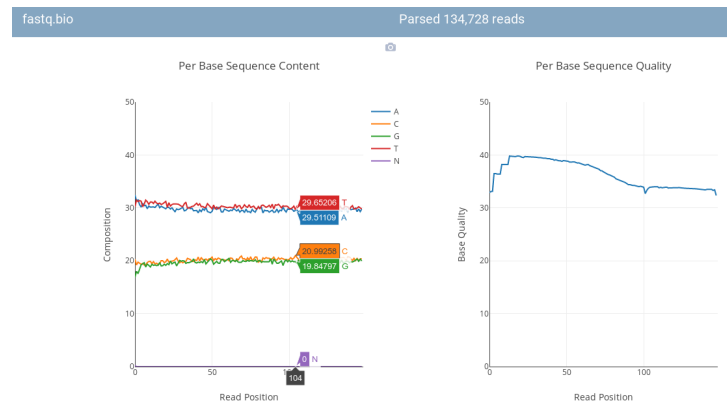 fastq.bio
Parsed 134,728 reads
Per Base Sequence Content
50
40
30
20
10
0
Composition
0
50
104
Read Position
29.65206 T
29.51109 A
20.99258 C
19.84797 G
0 N
A
C
G
T
N
Per Base Sequence Quality
50
40
30
20
10
0
Base Quality
0
50
100
Read Position